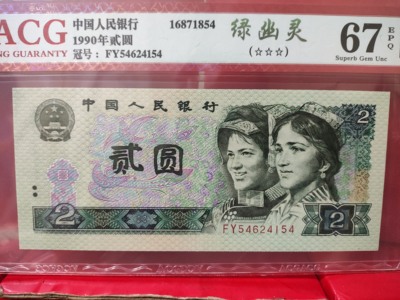 ACG
NG GUARANTY
中国人民银行
1990年贰圆
冠号：FY54624154
16871854
绿幽灵
(☆☆☆)
67 EPQ
Superb Gem Unc
中国人民银行
2
贰圆
2
2
FY54624154